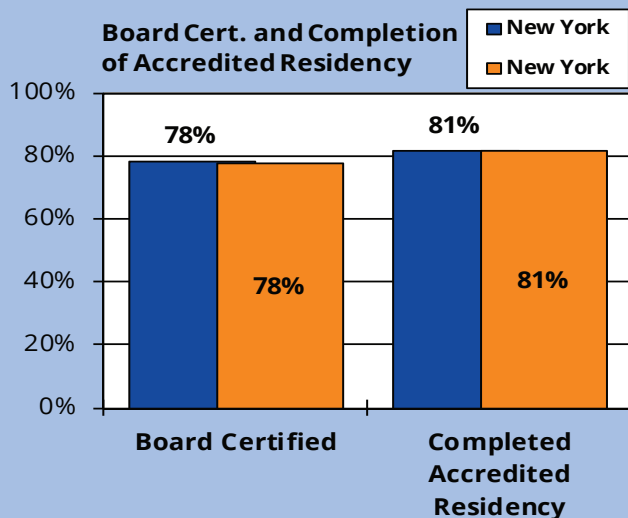 Board Cert. and Completion
of Accredited Residency
New York
New York
100%
80%
60%
40%
20%
0%
78%
78%
81%
81%
Board Certified
Completed
Accredited
Residency